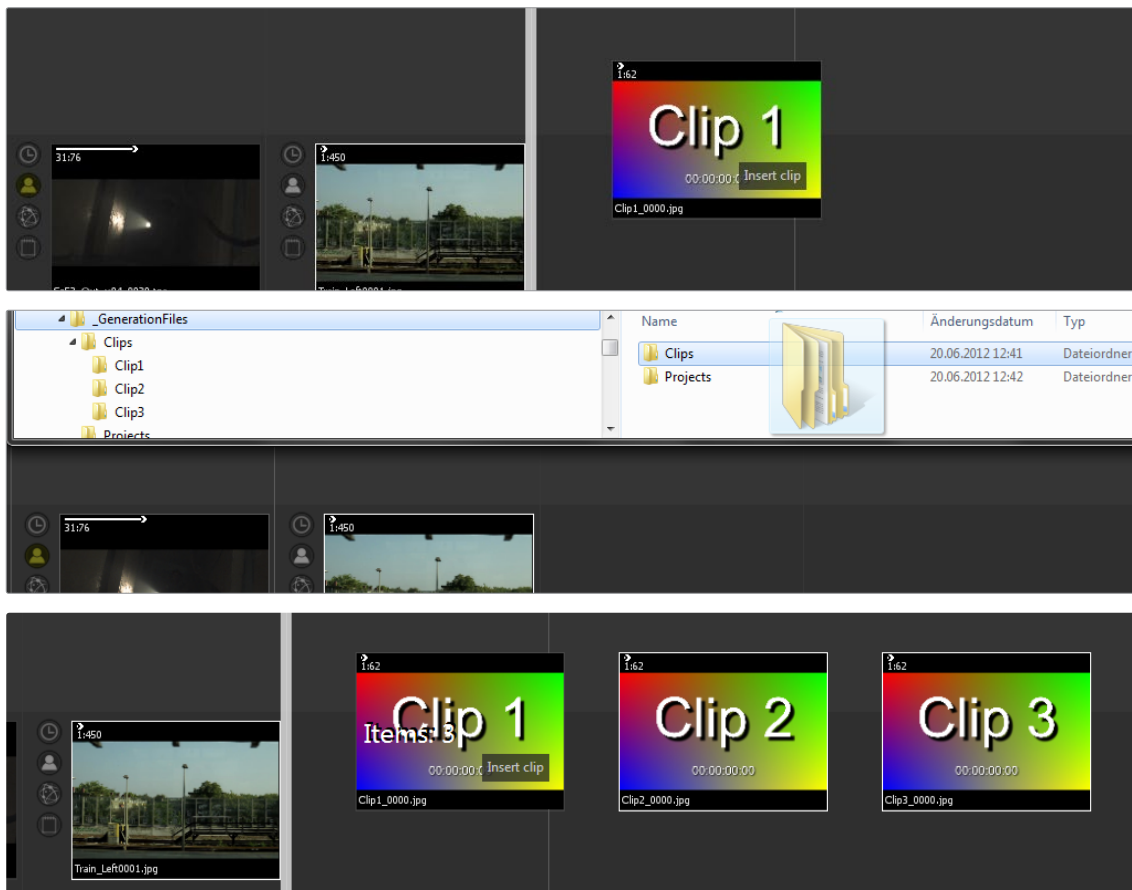 1:62
Clip 1
31:76
1:450
00:00:00:0
Insert clip
Clip1_0000.jpg
Train_Left0001.jpg
_GenerationFiles
Name
Änderungsdatum
Typ
Clips
Clips
20.06.2012 12:41
Dateiordner
Clip1
Projects
20.06.2012 12:42
Dateiordner
Clip2
Clip3
Projects
31:76
1:450
1:62
1:62
1:62
Clip 1
Clip 2
Clip 3
1:450
Items: 3
00:00:00:0
Insert clip
00:00:00:00
00:00:00:00
Clip1_0000.jpg
Clip2_0000.jpg
Clip3_0000.jpg
Train_Left0001.jpg